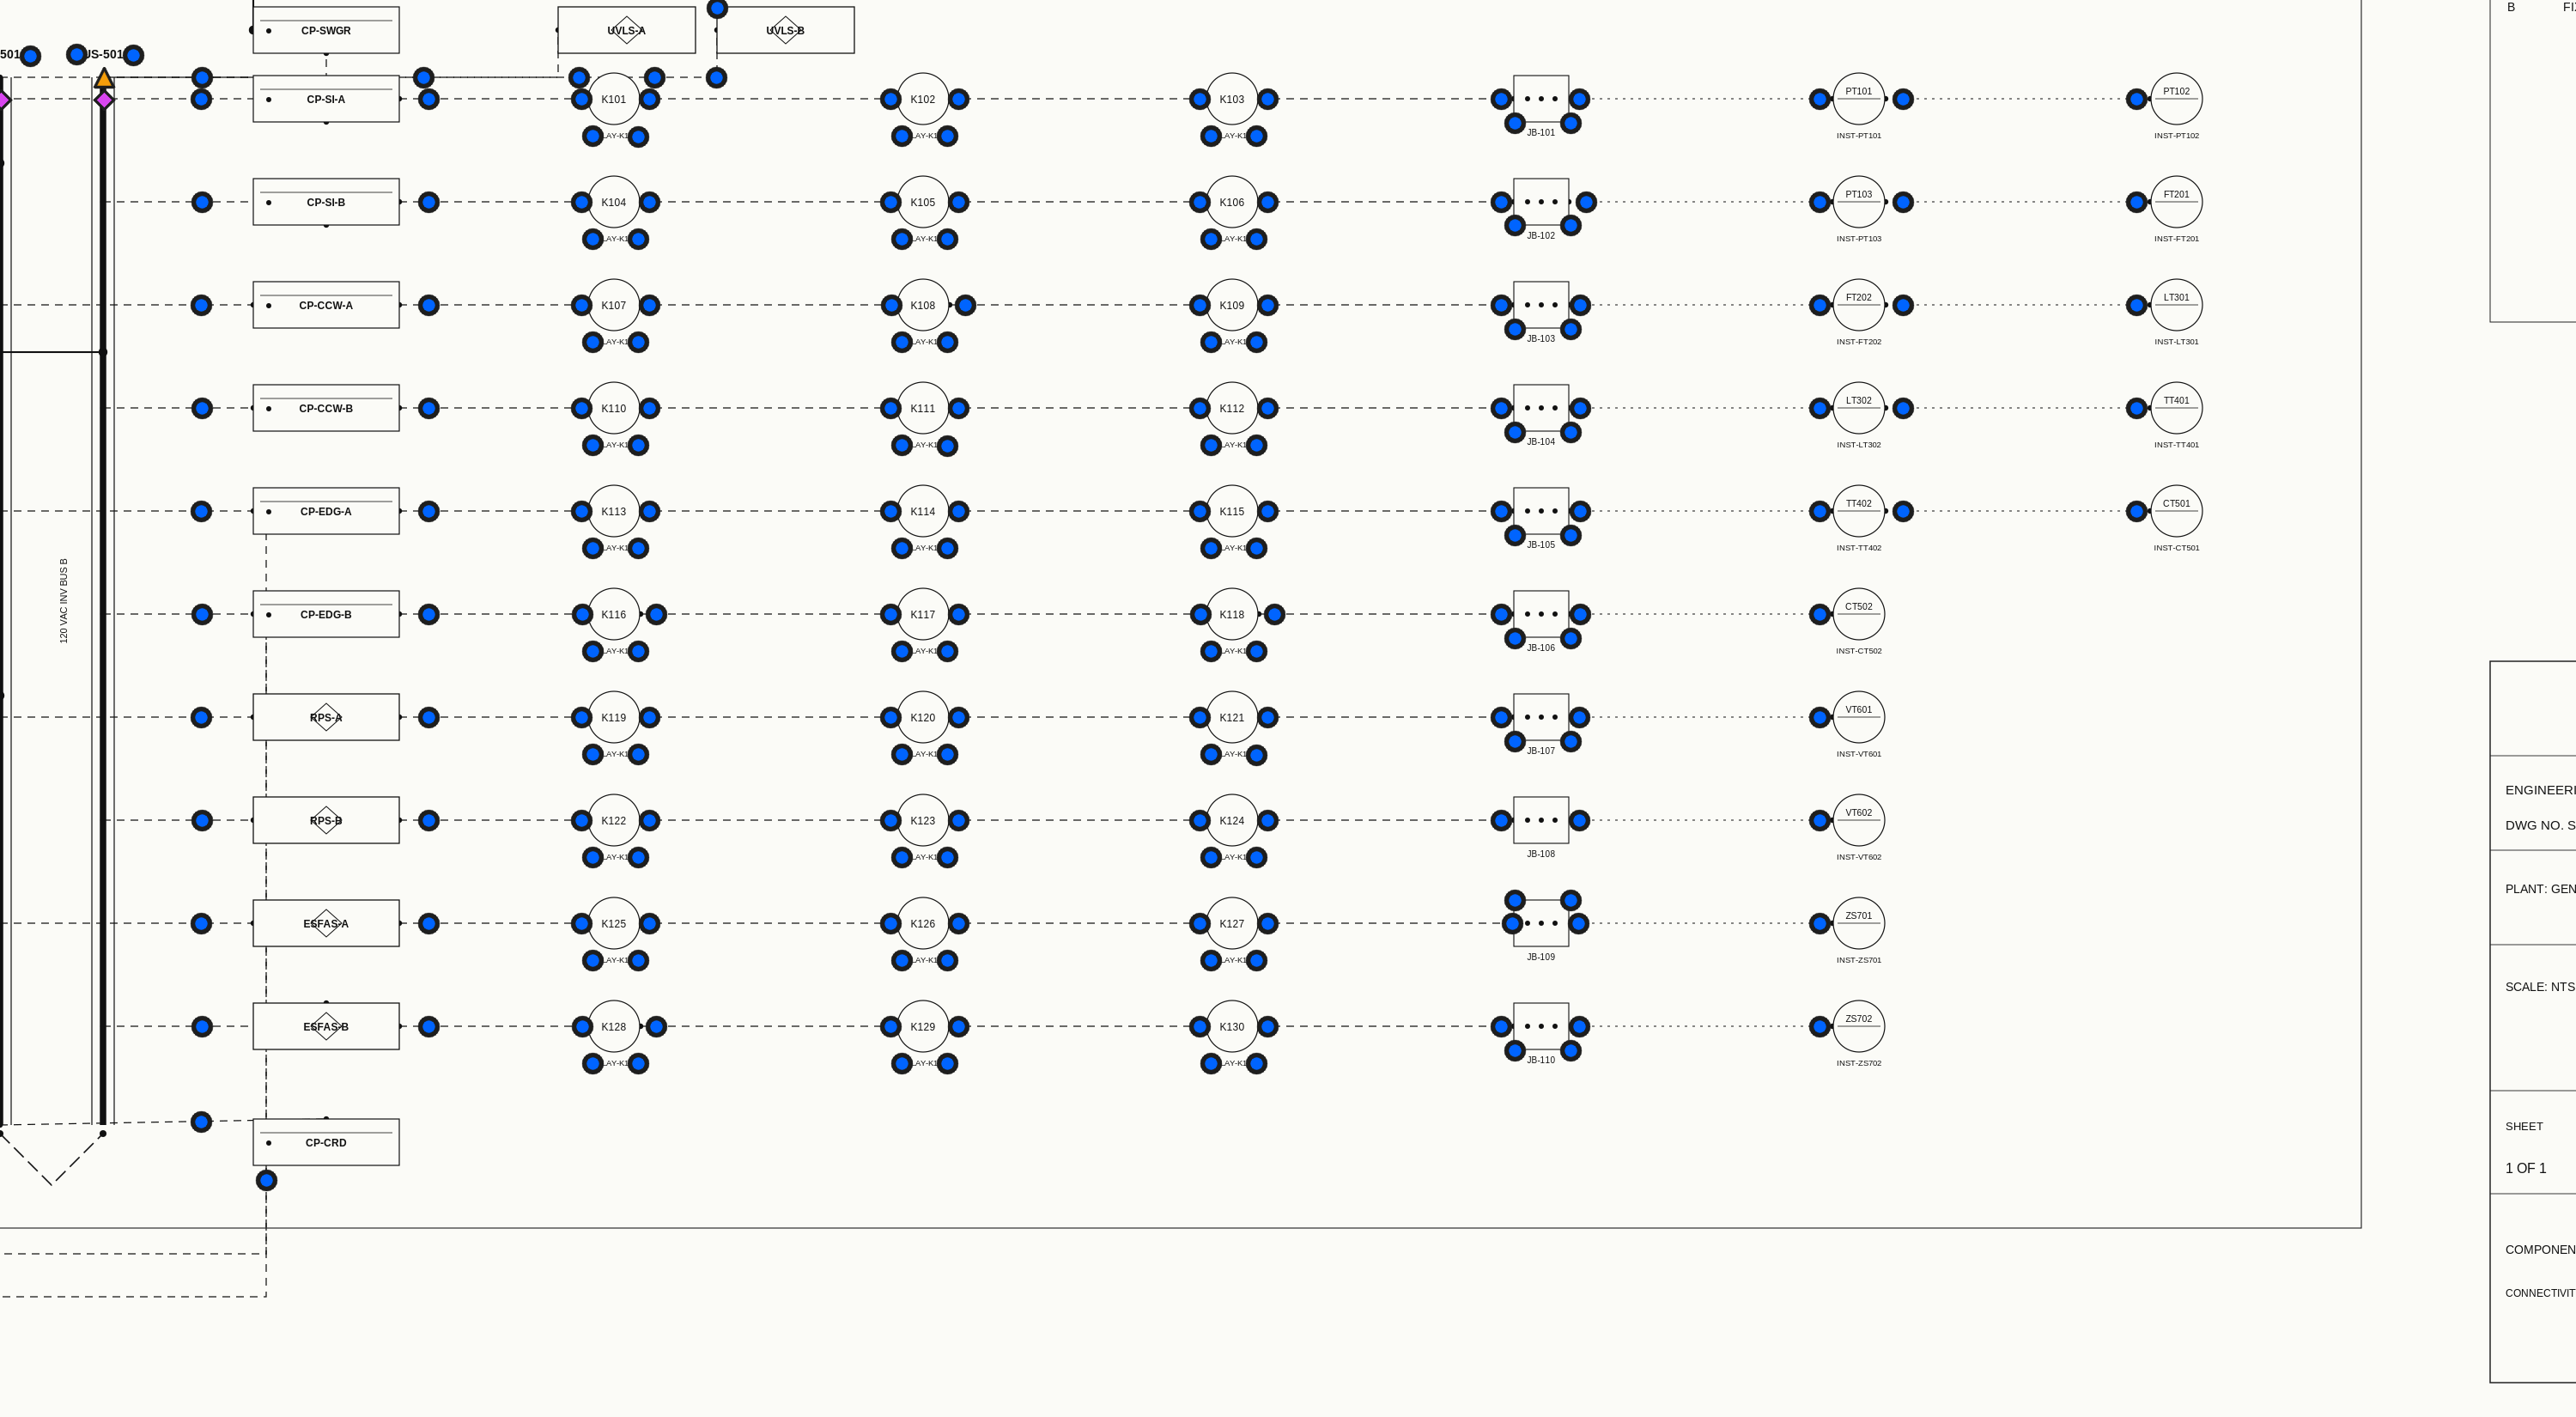 B
CP-SWGR
UVLS-A
UVLS-B
CP-SI-A
K101
K102
K103
JB-101
PT101
INST-PT101
PT102
INST-PT102
CP-SI-B
K104
K105
K106
JB-102
PT103
INST-PT103
FT201
INST-FT201
CP-CCW-A
K107
K108
K109
JB-103
FT202
INST-FT202
LT301
INST-LT301
CP-CCW-B
K110
K111
K112
JB-104
LT302
INST-LT302
TT401
INST-TT401
CP-EDG-A
K113
K114
K115
JB-105
TT402
INST-TT402
CT501
INST-CT501
120 VAC INV BUS B
CP-EDG-B
K116
K117
K118
JB-106
CT502
INST-CT502
RPS-A
K119
K120
K121
JB-107
VT601
INST-VT601
RPS-B
K122
K123
K124
JB-108
VT602
INST-VT602
ESFAS-A
K125
K126
K127
JB-109
ZS701
INST-ZS701
ESFAS-B
K128
K129
K130
JB-110
ZS702
INST-ZS702
CP-CRD
DWG NO.
PLANT:
SCALE: NTS
SHEET
1 OF 1